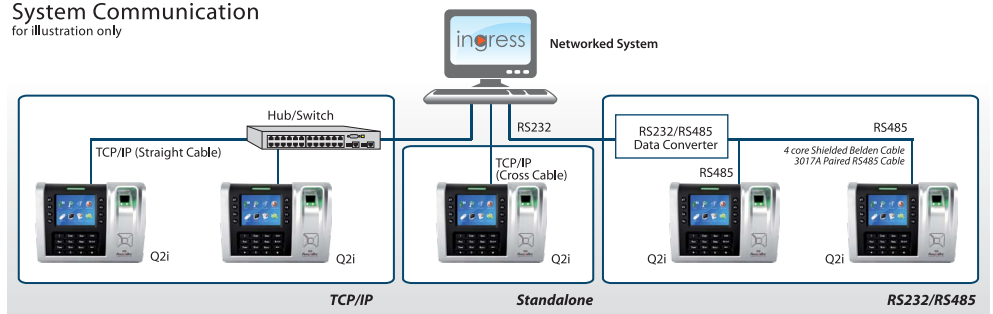 System Communication
for illustration only
ingress
Networked System
Hub/Switch
TCP/IP (Straight Cable)
Q2i
Q2i
TCP/IP
TCP/IP
(Cross Cable)
Q2i
Standalone
RS232
RS232/RS485
Data Converter
RS485
RS485
4 core Shielded Belden Cable
3017A Paired RS485 Cable
Q2i
Q2i
RS232/RS485